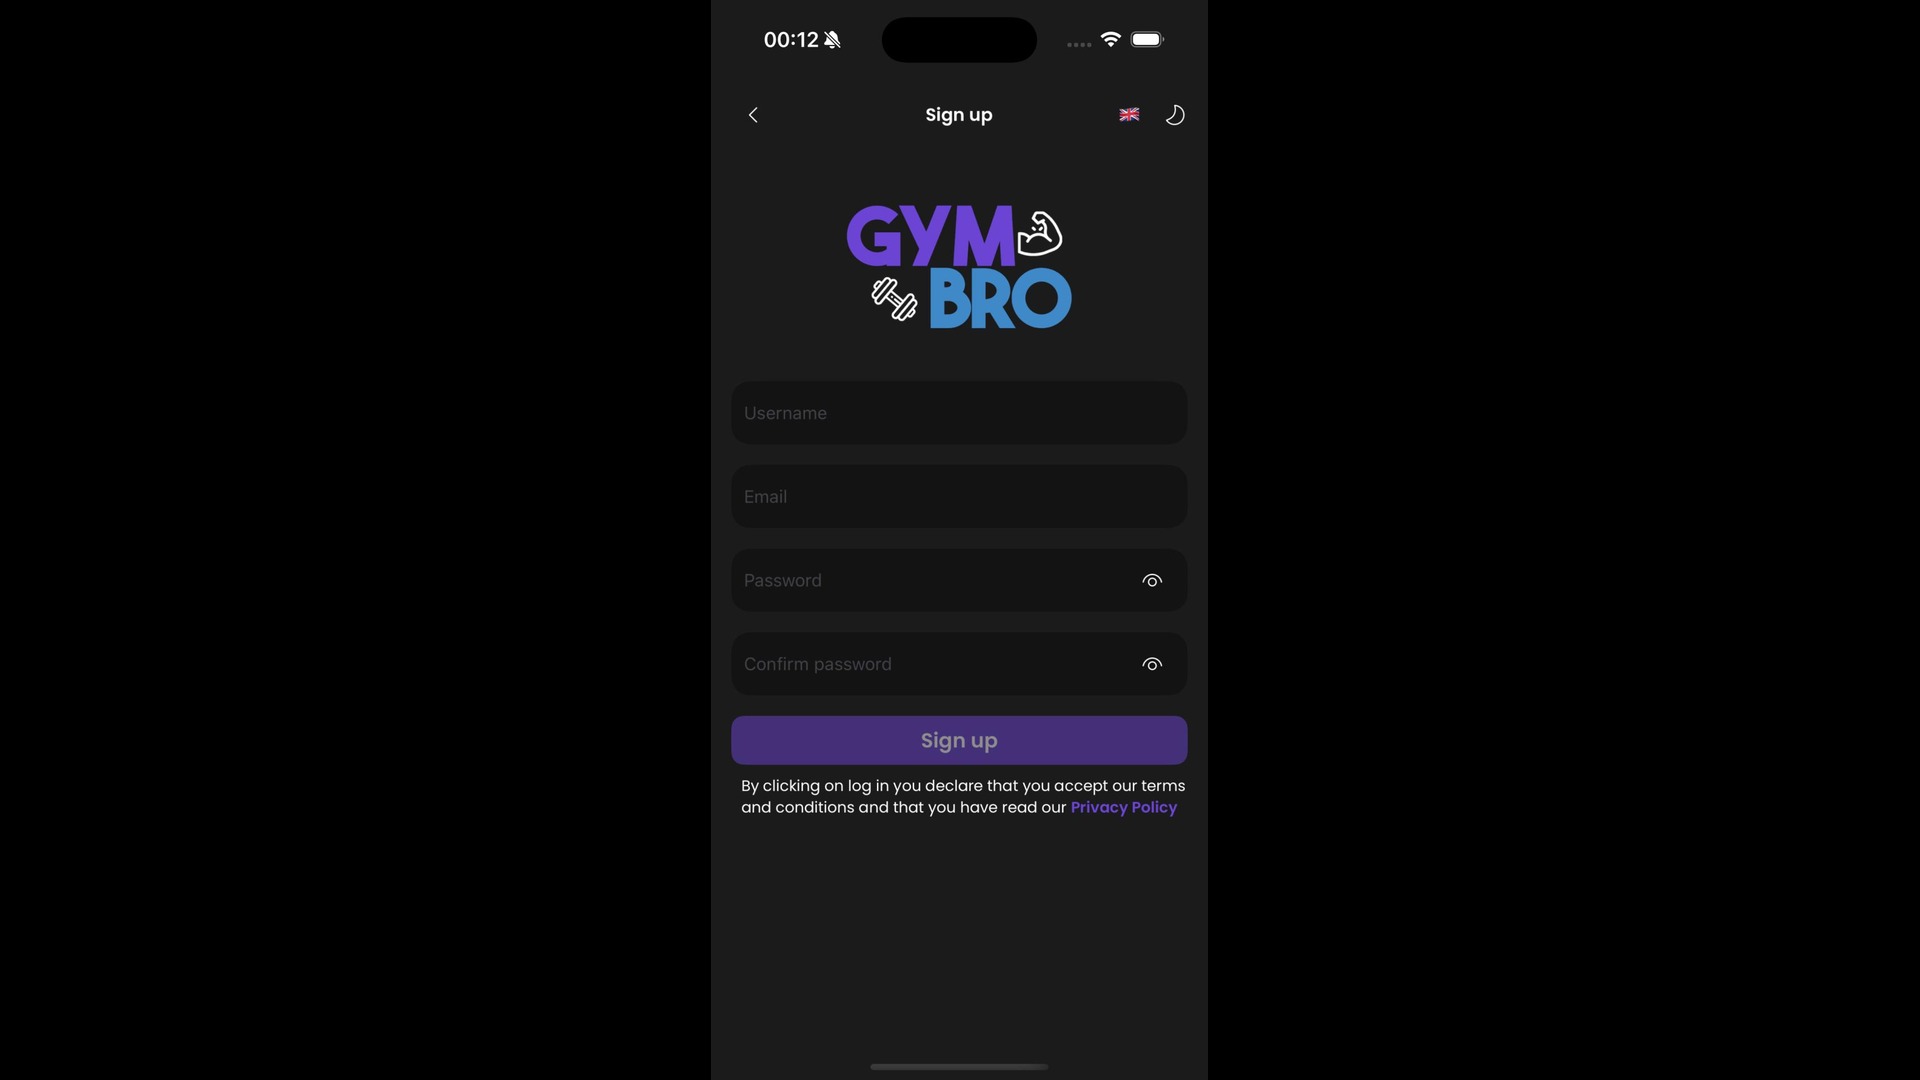 00:12
Sign up
GYM
BRO
Username
Email
Password
Confirm password
Sign up
By clicking on log in you declare that you accept our terms
and conditions and that you have read our Privacy Policy